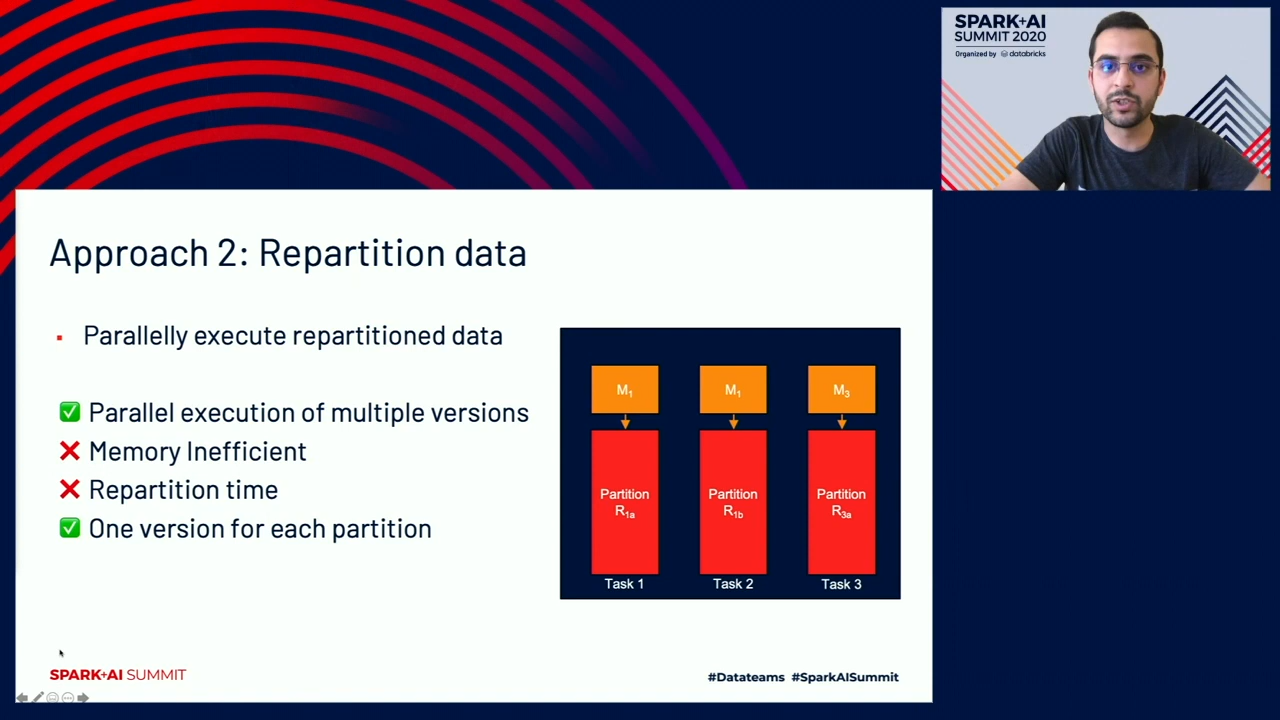 SPARK+AI
SUMMIT 2020
Organized by databricks
Approach 2: Repartition data
Parallelly execute repartitioned data
✅ Parallel execution of multiple versions
❌ Memory Inefficient
❌ Repartition time
✅ One version for each partition
M1 M1 M3
Partition Partition Partition
R1a R1b R3a
Task 1 Task 2 Task 3
SPARK+AI SUMMIT
#Datateams #SparkAISummit